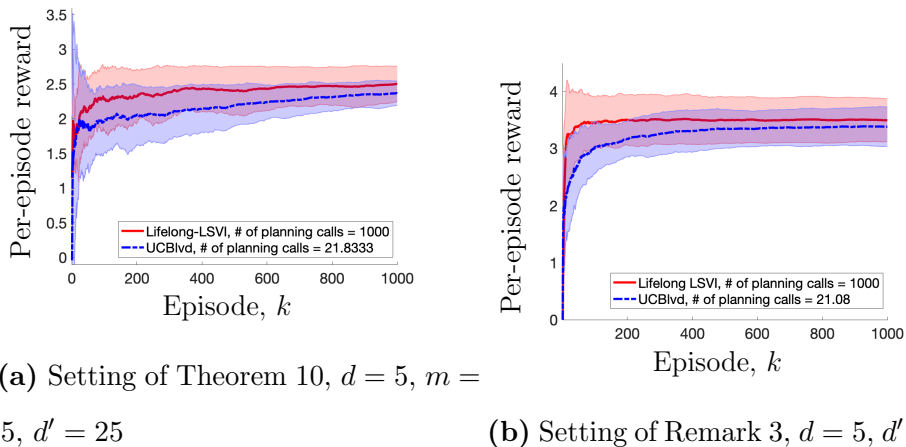 3.5
3
2.5
2
1.5
1
0.5
0
Per-episode reward
Lifelong-LSVI, # of planning calls = 1000
UCBlvd, # of planning calls = 21.8333
0 200 400 600 800 1000
Episode, k
(a) Setting of Theorem 10, d = 5, m =
5, d′ = 25
4
3
2
1
0
Per-episode reward
Lifelong LSVI, # of planning calls = 1000
UCBlvd, # of planning calls = 21.08
200 400 600 800 1000
Episode, k
(b) Setting of Remark 3, d = 5, d′